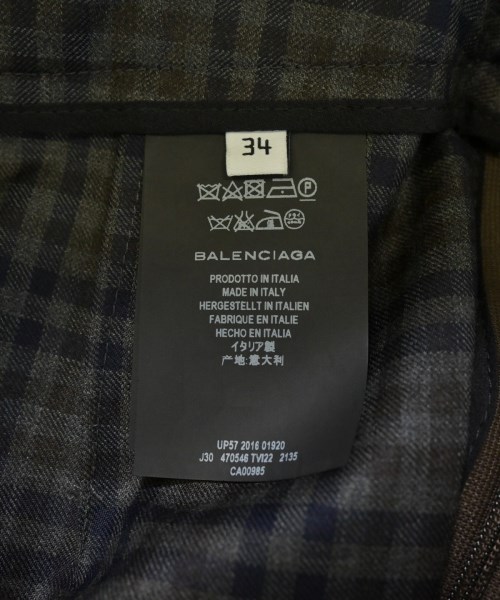 34
P
BALENCIAGA
PRODOTTO IN ITALIA
MADE IN ITALY
HERGESTELLT IN ITALIEN
FABRIQUE EN ITALIE
HECHO EN ITALIA
イタリア製
产地:意大利
UP57 2016 01920
J30 470546 TVI22 2135
CA00985